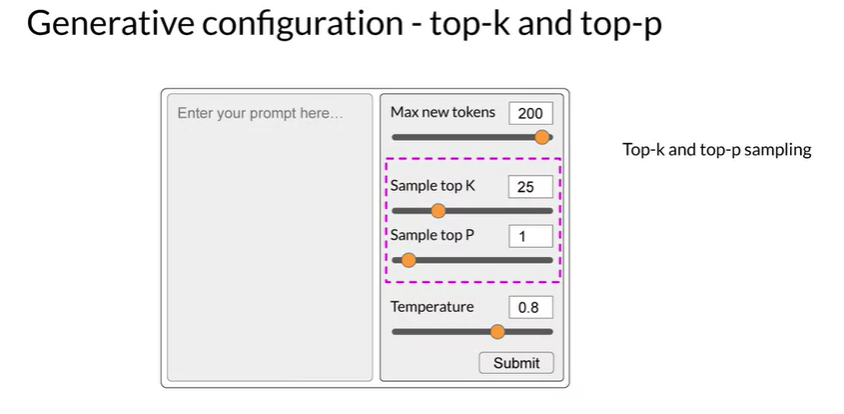 Generative configuration - top-k and top-p
Enter your prompt here...
Max new tokens 200
Top-k and top-p sampling
Sample top K 25
Sample top P 1
Temperature 0.8
Submit